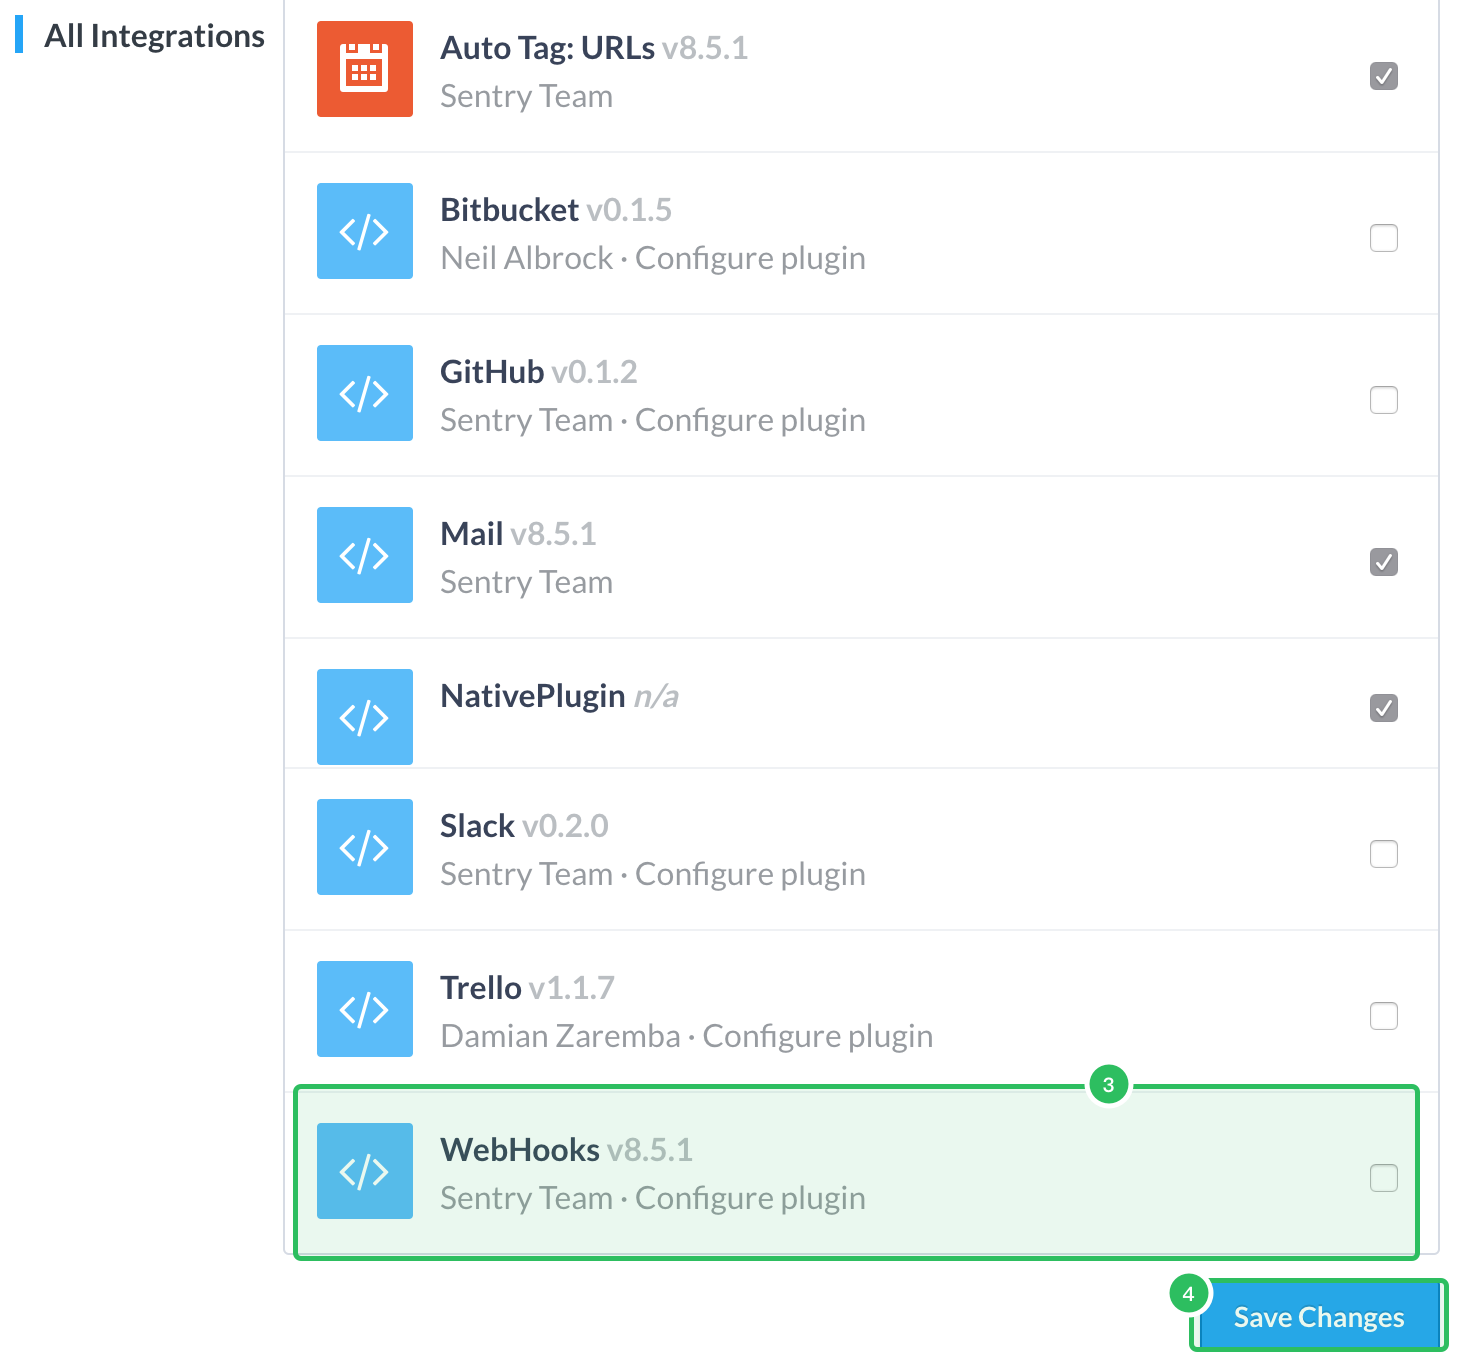 All Integrations
Auto Tag: URLs v8.5.1
Sentry Team
Bitbucket v0.1.5
Neil Albrock · Configure plugin
GitHub v0.1.2
Sentry Team · Configure plugin
Mail v8.5.1
Sentry Team
NativePlugin n/a
Slack v0.2.0
Sentry Team · Configure plugin
Trello v1.1.7
Damian Zaremba · Configure plugin
3
WebHooks v8.5.1
Sentry Team · Configure plugin
4
Save Changes